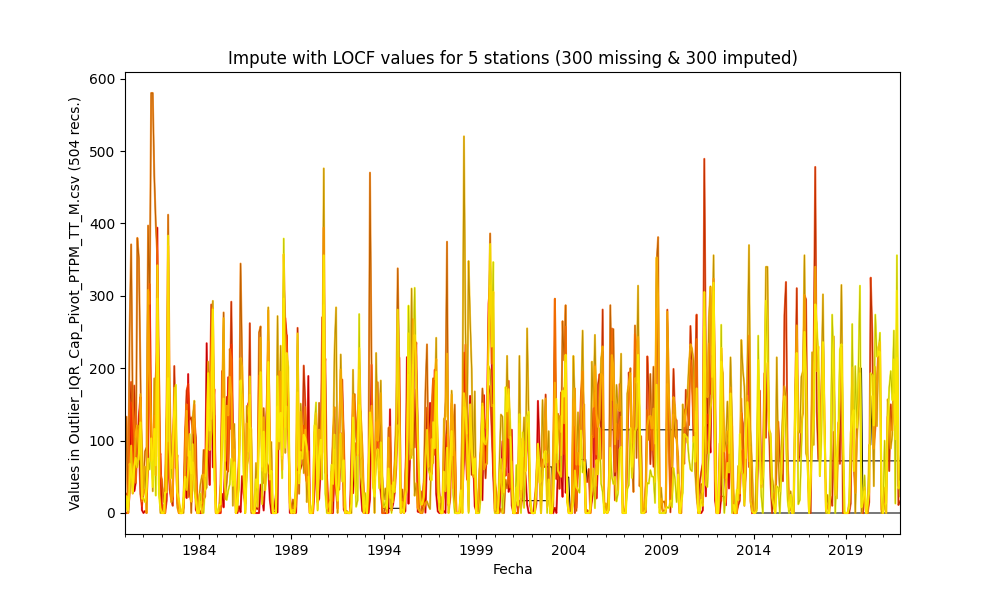 Impute with LOCF values for 5 stations (300 missing & 300 imputed)
Values in Outlier_IQR_Cap_Pivot_PTPM_TT_M.csv (504 recs.)
600
500
400
300
200
100
0
1984 1989 1994 1999 2004 2009 2014 2019
Fecha